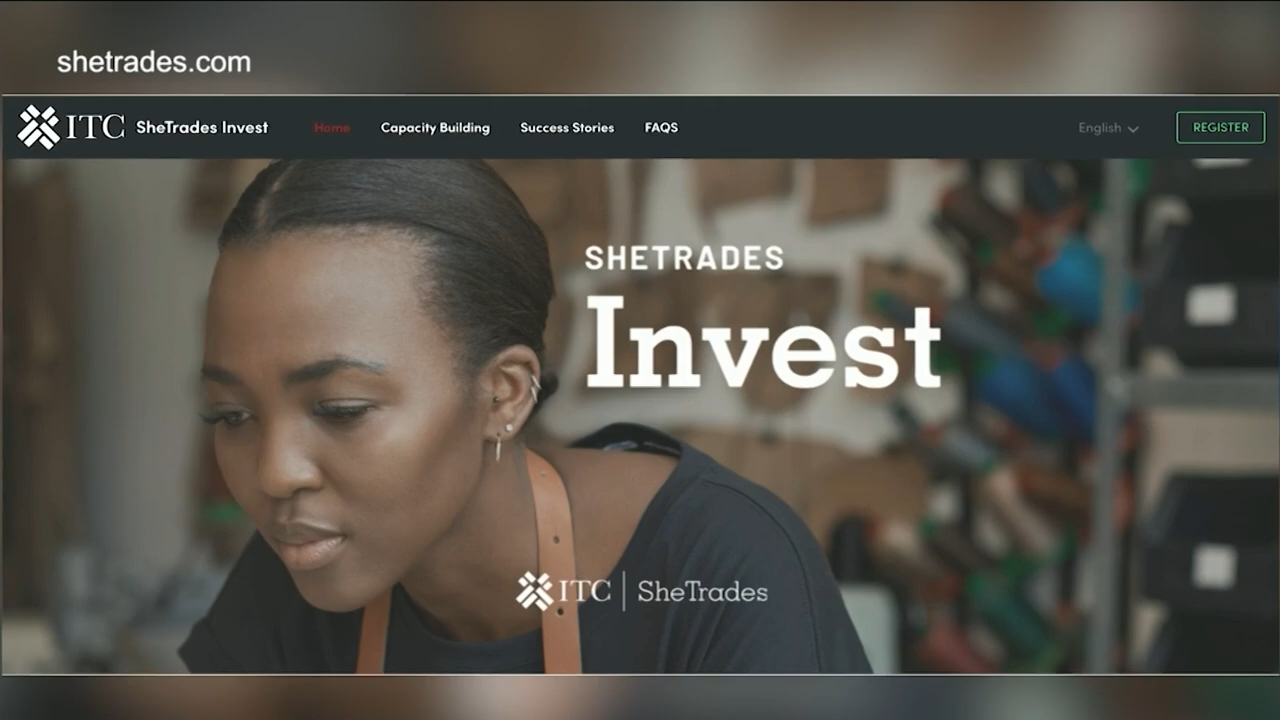 shetrades.com
ITC SheTrades Invest Home Capacity Building Success Stories FAQS English REGISTER
SHETRADES
Invest
ITC | SheTrades